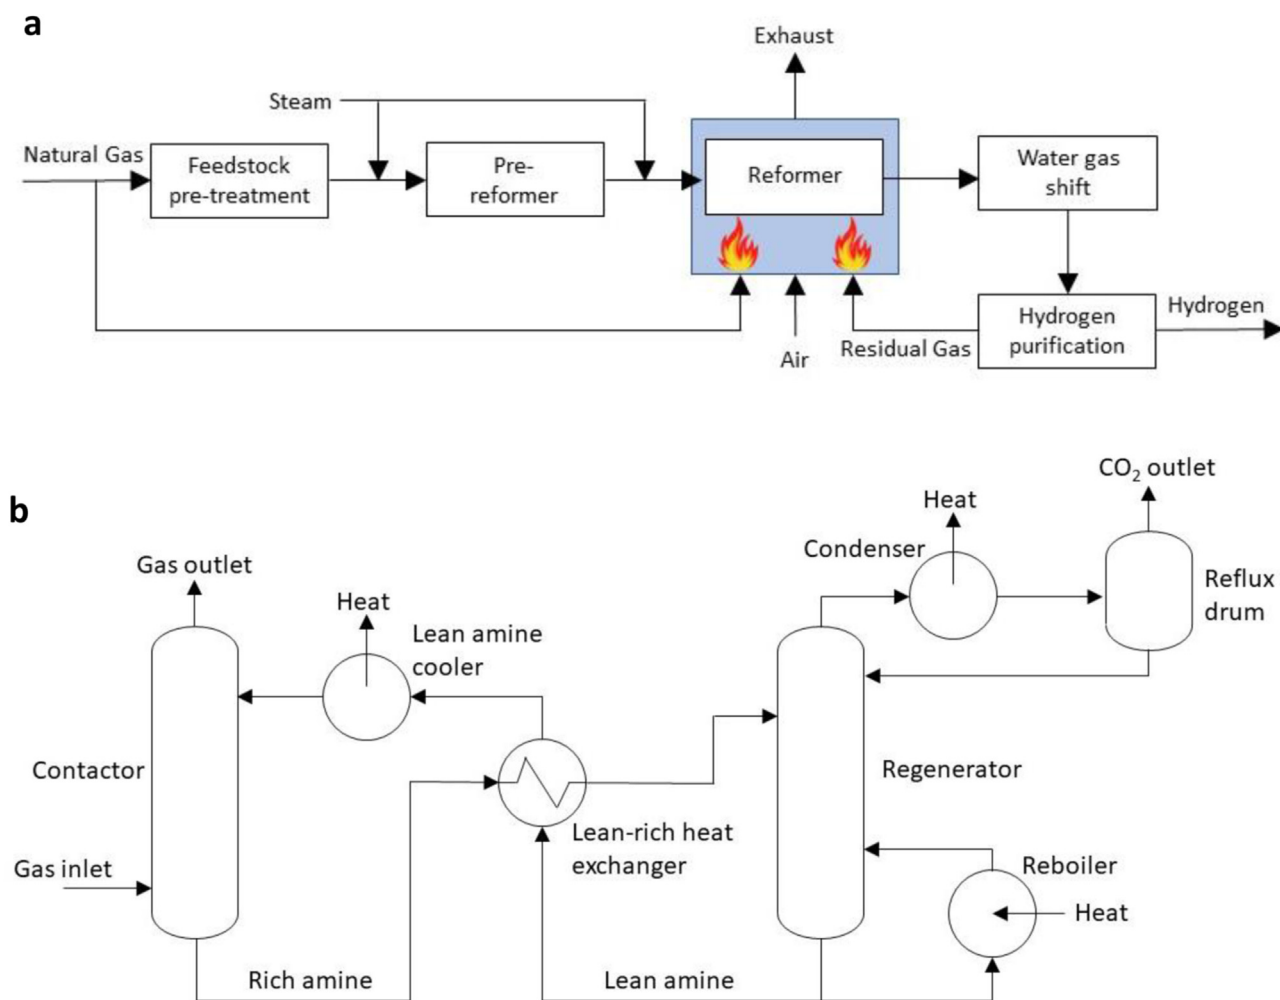 a
Exhaust
Steam
Natural Gas
Feedstock
pre-treatment
Pre-
reformer
Reformer
Water gas
shift
Hydrogen
purification
Hydrogen
Residual Gas
Air
b
CO₂ outlet
Heat
Condenser
Reflux
drum
Gas outlet
Heat
Lean amine
cooler
Contactor
Regenerator
Lean-rich heat
exchanger
Gas inlet
Reboiler
Heat
Rich amine
Lean amine